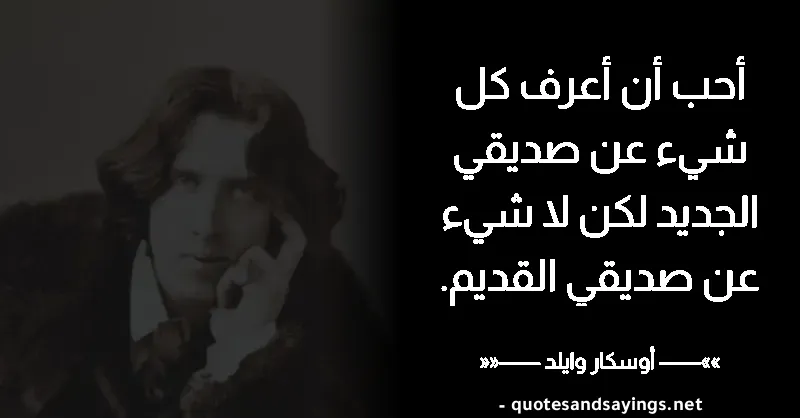 أحب أن أعرف كل
شيء عن صديقي
الجديد لكن لا شيء
عن صديقي القديم.
»»—— أوسكار وايلد ——««
- quotesandsayings.net